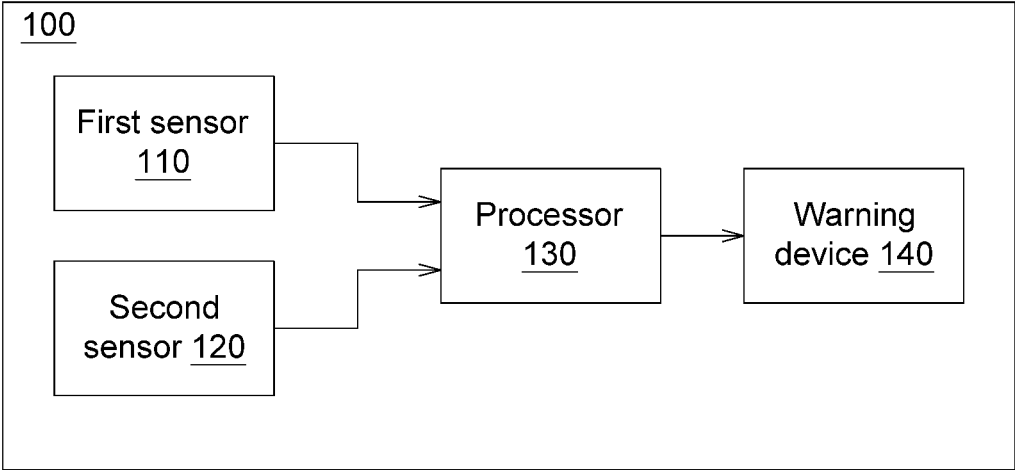 100
First sensor
110
Second
sensor 120
Processor
130
Warning
device 140